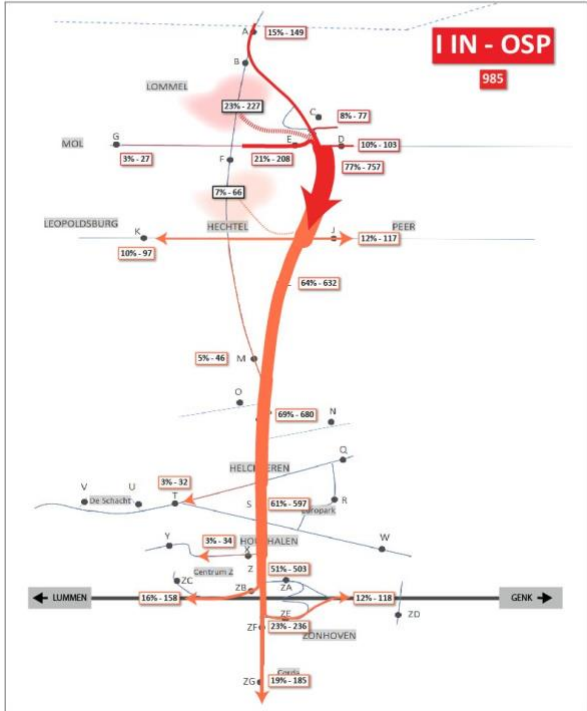 I IN - OSP
985
A
15% - 149
B
LOMMEL
23% - 227
C
8% - 77
MOL
G
E
D
10% - 103
3% - 27
F
21% - 208
77% - 757
7% - 66
LEOPOLDSBURG
HECHTEL
PEER
K
J
12% - 117
10% - 97
64% - 632
5% - 46
M
O
69% - 680
N
HELCHTEREN
Q
3% - 32
V
U
De Schacht
T
S
61% - 597
R
Europark
Y
3% - 34
HOUTHALEN
W
X
Centrum Z
Z
51% - 503
ZC
ZB
ZA
LUMMEN
16% - 158
12% - 118
GENK
ZE
ZD
ZF
23% - 236
ZONHOVEN
ZG
19% - 185